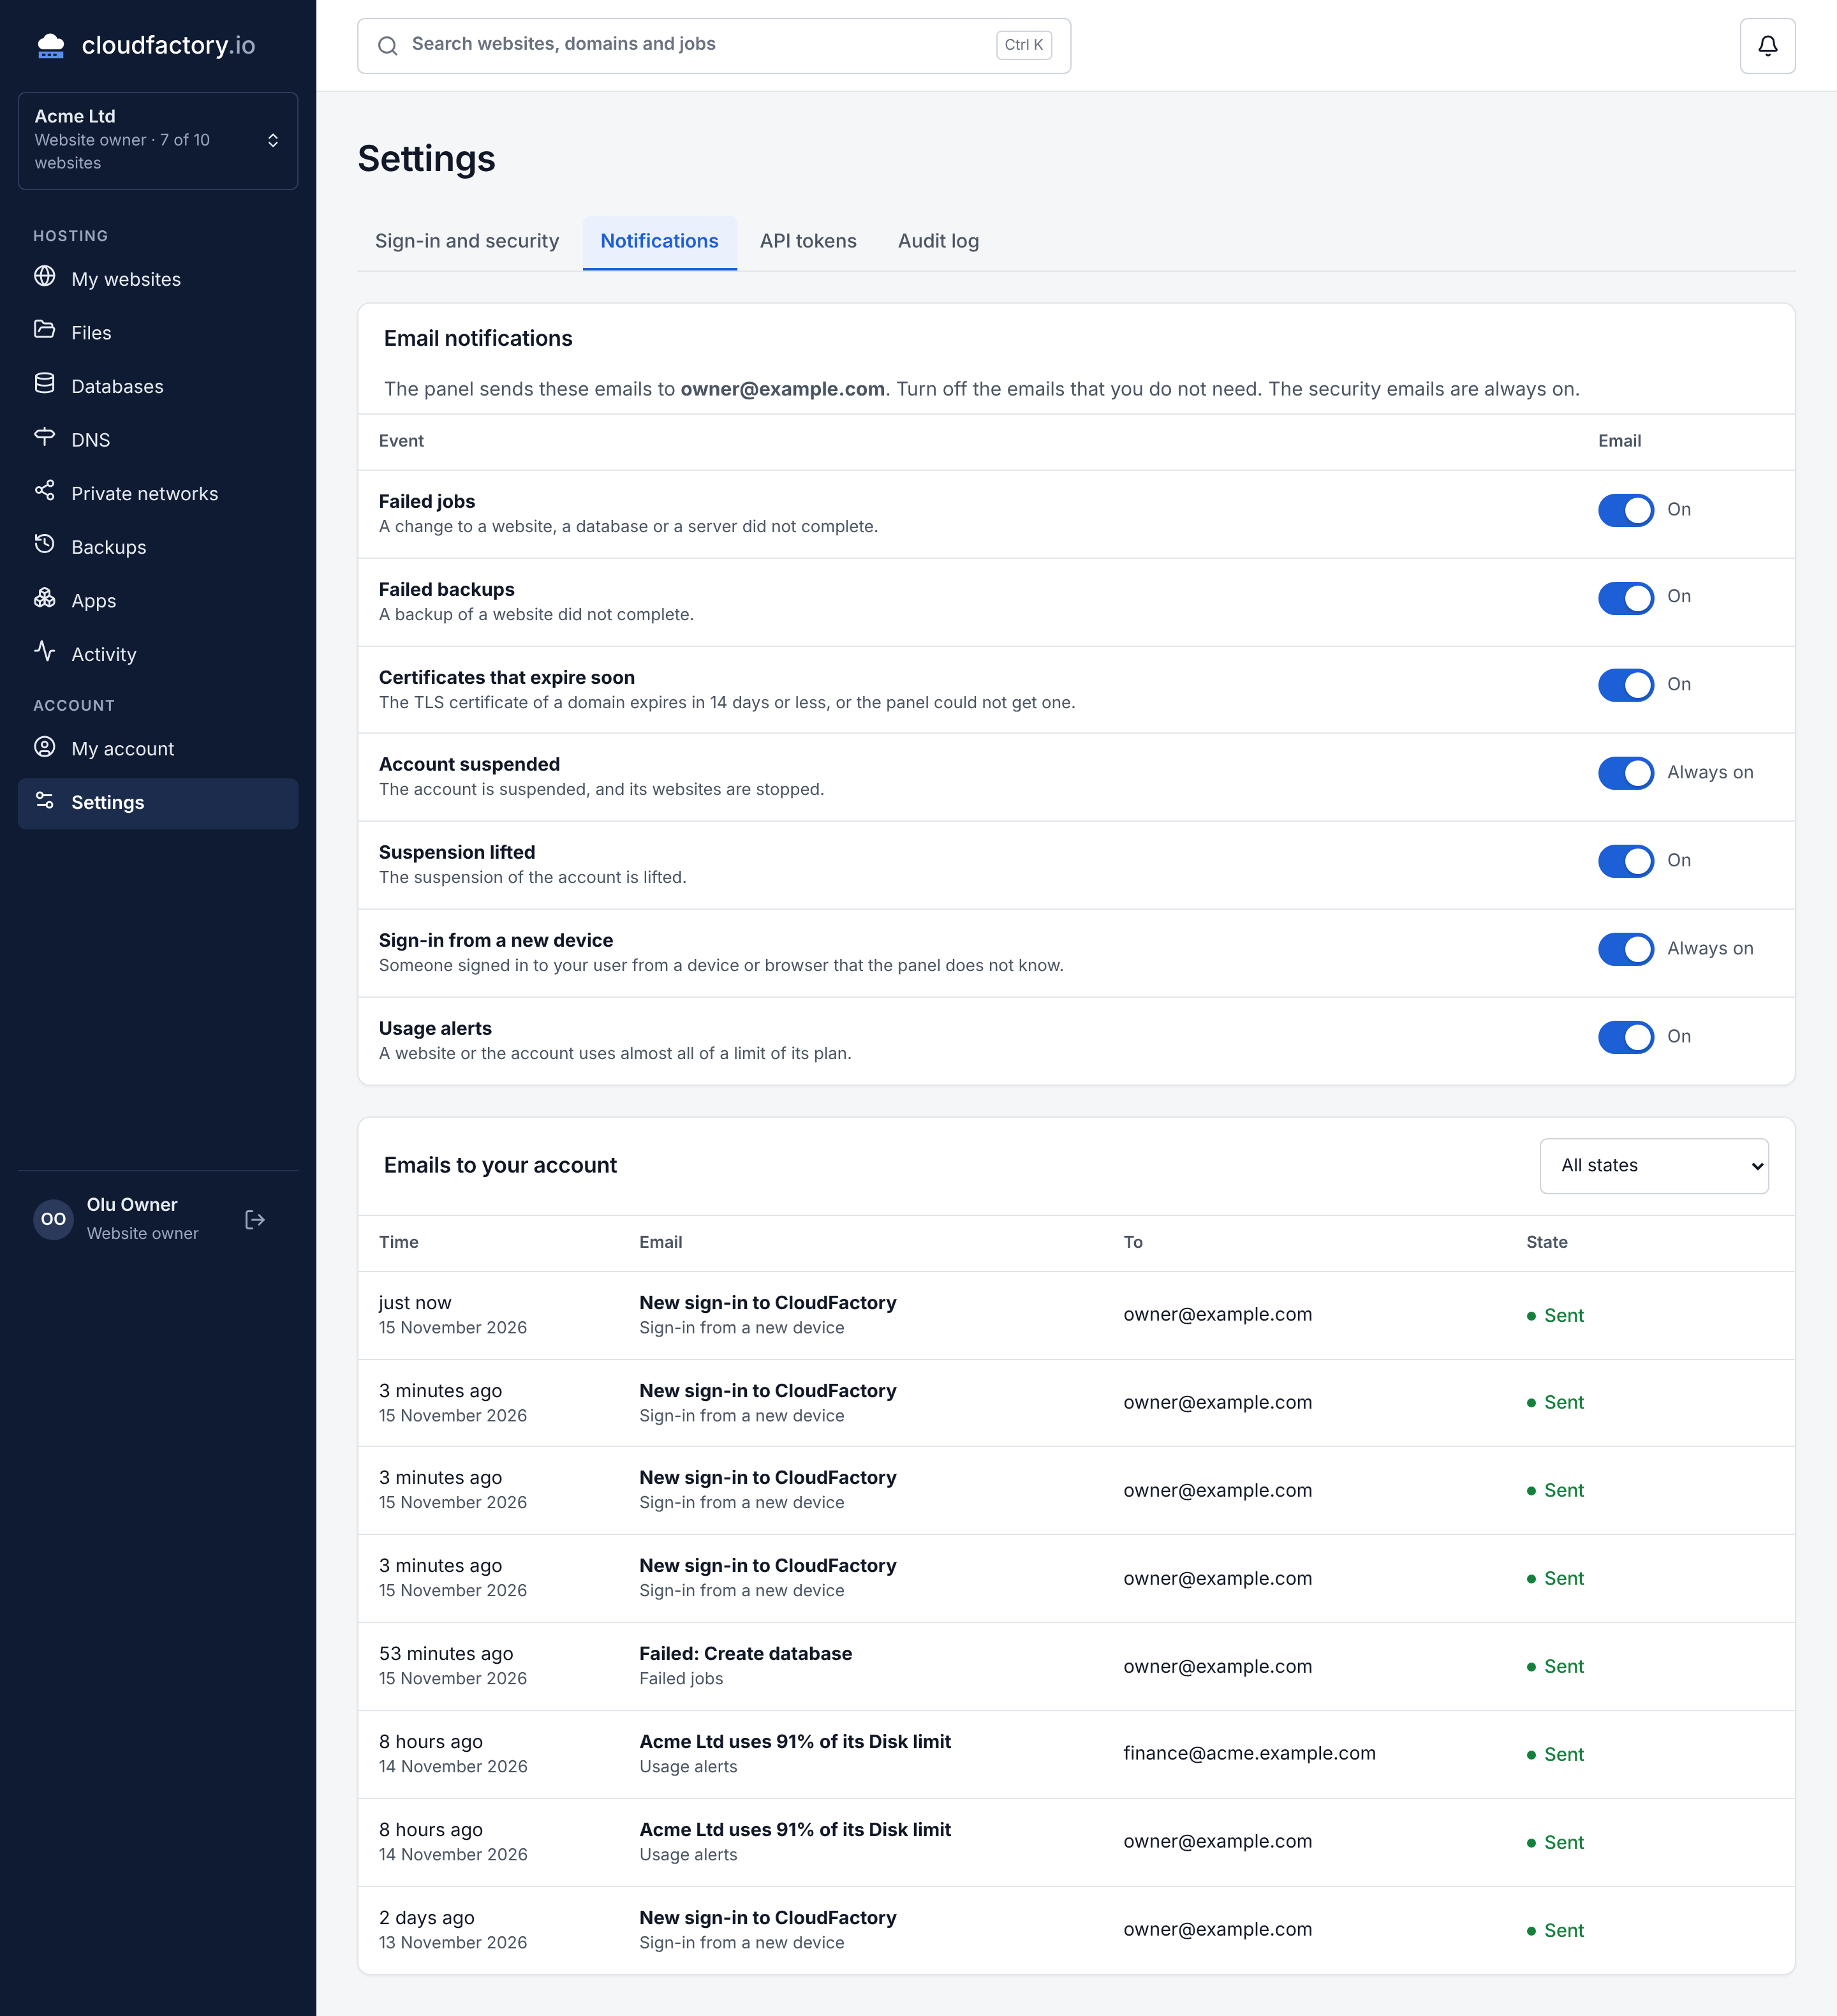 cloudfactory.io
Search websites, domains and jobs
Ctrl K
Acme Ltd
Website owner · 7 of 10
websites
HOSTING
My websites
Files
Databases
DNS
Private networks
Backups
Apps
Activity
ACCOUNT
My account
Settings
OO
Olu Owner
Website owner
Settings
Sign-in and security
Notifications
API tokens
Audit log
Email notifications
The panel sends these emails to owner@example.com. Turn off the emails that you do not need. The security emails are always on.
Event Email
Failed jobs
A change to a website, a database or a server did not complete.
On
Failed backups
A backup of a website did not complete.
On
Certificates that expire soon
The TLS certificate of a domain expires in 14 days or less, or the panel could not get one.
On
Account suspended
The account is suspended, and its websites are stopped.
Always on
Suspension lifted
The suspension of the account is lifted.
On
Sign-in from a new device
Someone signed in to your user from a device or browser that the panel does not know.
Always on
Usage alerts
A website or the account uses almost all of a limit of its plan.
On
Emails to your account
All states
Time Email To State
just now New sign-in to CloudFactory owner@example.com Sent
15 November 2026 Sign-in from a new device
3 minutes ago New sign-in to CloudFactory owner@example.com Sent
15 November 2026 Sign-in from a new device
3 minutes ago New sign-in to CloudFactory owner@example.com Sent
15 November 2026 Sign-in from a new device
3 minutes ago New sign-in to CloudFactory owner@example.com Sent
15 November 2026 Sign-in from a new device
53 minutes ago Failed: Create database owner@example.com Sent
15 November 2026 Failed jobs
8 hours ago Acme Ltd uses 91% of its Disk limit finance@acme.example.com Sent
14 November 2026 Usage alerts
8 hours ago Acme Ltd uses 91% of its Disk limit owner@example.com Sent
14 November 2026 Usage alerts
2 days ago New sign-in to CloudFactory owner@example.com Sent
13 November 2026 Sign-in from a new device